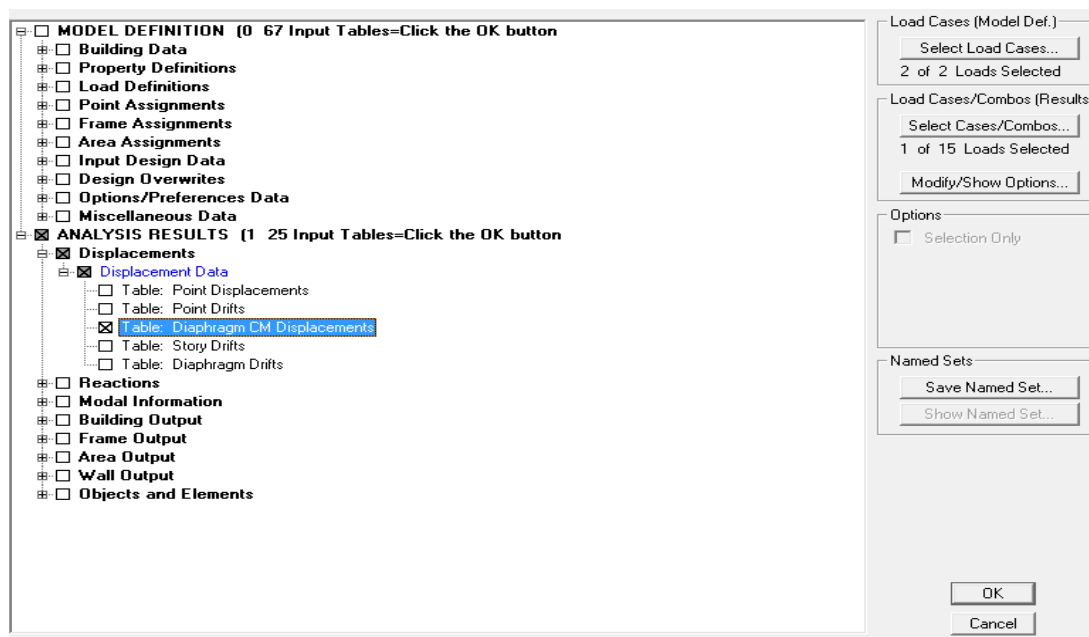 MODEL DEFINITION (0 67 Input Tables=Click the OK button
Building Data
Property Definitions
Load Definitions
Point Assignments
Frame Assignments
Area Assignments
Input Design Data
Design Overwrites
Options/Preferences Data
Miscellaneous Data
ANALYSIS RESULTS (1 25 Input Tables=Click the OK button
Displacements
Displacement Data
Table: Point Displacements
Table: Point Drifts
Table: Diaphragm CM Displacements
Table: Story Drifts
Table: Diaphragm Drifts
Reactions
Modal Information
Building Output
Frame Output
Area Output
Wall Output
Objects and Elements
Load Cases (Model Def.)
Select Load Cases...
2 of 2 Loads Selected
Load Cases/Combos (Results
Select Cases/Combos...
1 of 15 Loads Selected
Modify/Show Options...
Options
Selection Only
Named Sets
Save Named Set...
Show Named Set...
OK
Cancel